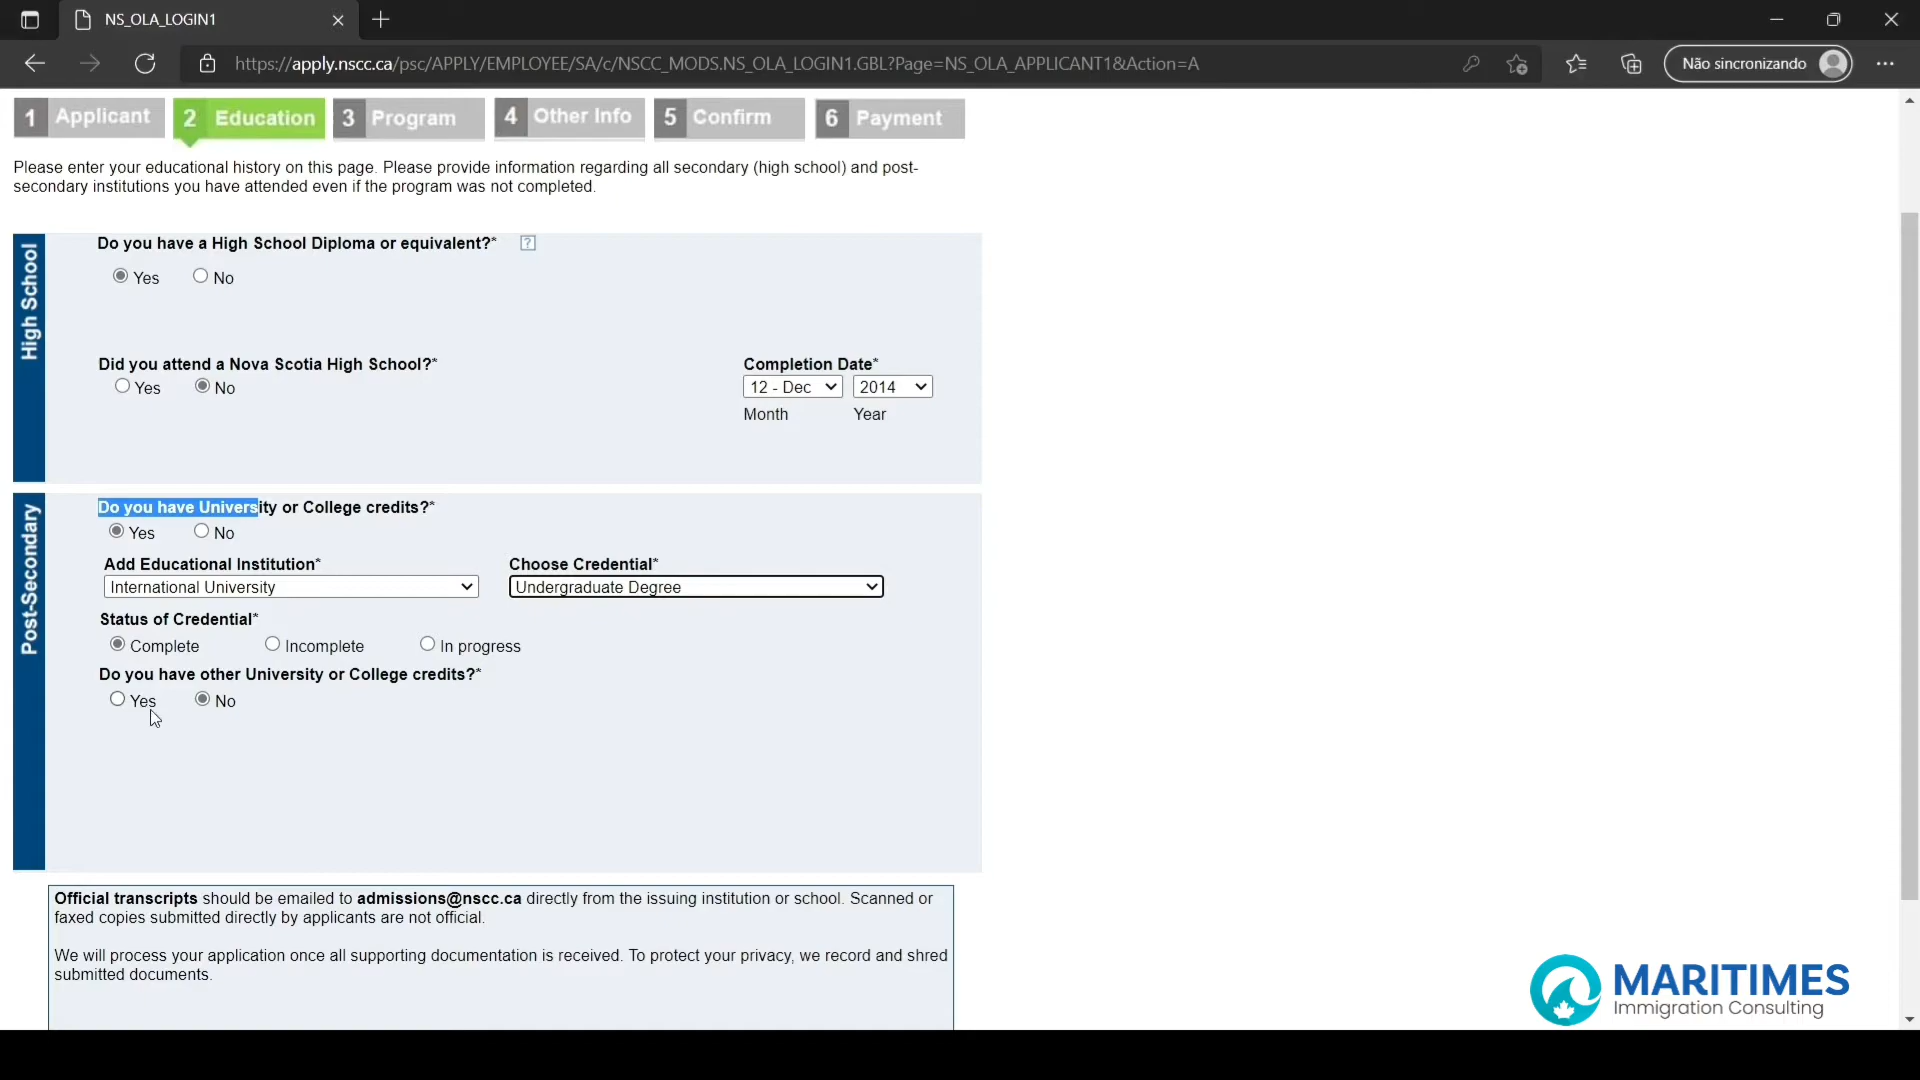 NS_OLA_LOGIN1
https://apply.nscc.ca/psc/APPLY/EMPLOYEE/SA/c/NSCC_MODS.NS_OLA_LOGIN1.GBL?Page=NS_OLA_APPLICANT1&Action=A
Não sincronizando
1 Applicant 2 Education 3 Program 4 Other Info 5 Confirm 6 Payment
Please enter your educational history on this page. Please provide information regarding all secondary (high school) and post-
secondary institutions you have attended even if the program was not completed.
High School
Do you have a High School Diploma or equivalent?* ?
Yes No
Did you attend a Nova Scotia High School?* Completion Date*
Yes No 12 - Dec 2014
Month Year
Post-Secondary
Do you have University or College credits?*
Yes No
Add Educational Institution* Choose Credential*
International University Undergraduate Degree
Status of Credential*
Complete Incomplete In progress
Do you have other University or College credits?*
Yes No
Official transcripts should be emailed to admissions@nscc.ca directly from the issuing institution or school. Scanned or
faxed copies submitted directly by applicants are not official.
We will process your application once all supporting documentation is received. To protect your privacy, we record and shred
submitted documents.
MARITIMES
Immigration Consulting